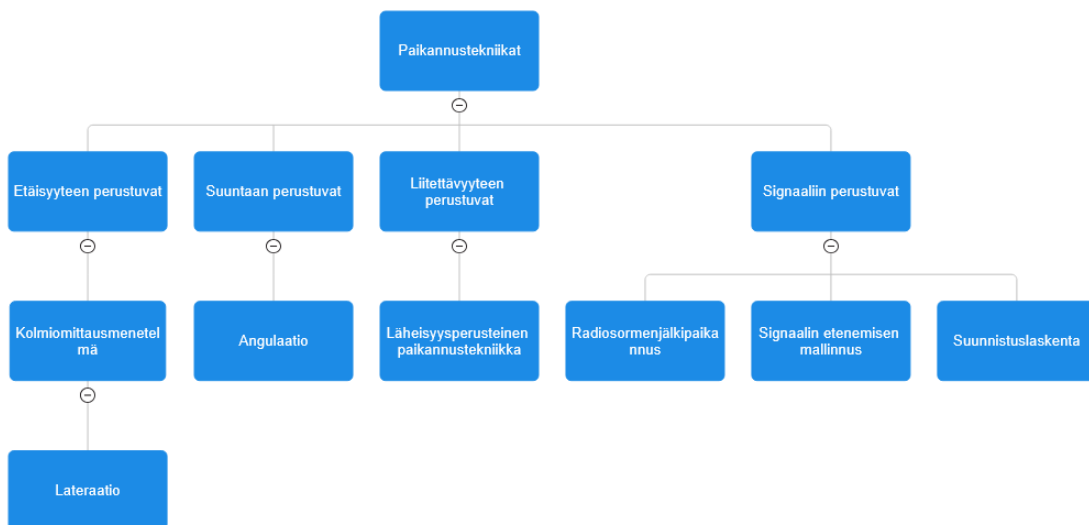 Paikannustekniikat
Etäisyyteen perustuvat
Suuntaan perustuvat
Liitettävyyteen
perustuvat
Signaaliin perustuvat
Kolmiomittausmenetel
mä
Angulaatio
Läheisyysperusteinen
paikannustekniikka
Radiosormenjälkipaika
nnus
Signaalin etenemisen
mallinnus
Suunnistuslaskenta
Lateraatio